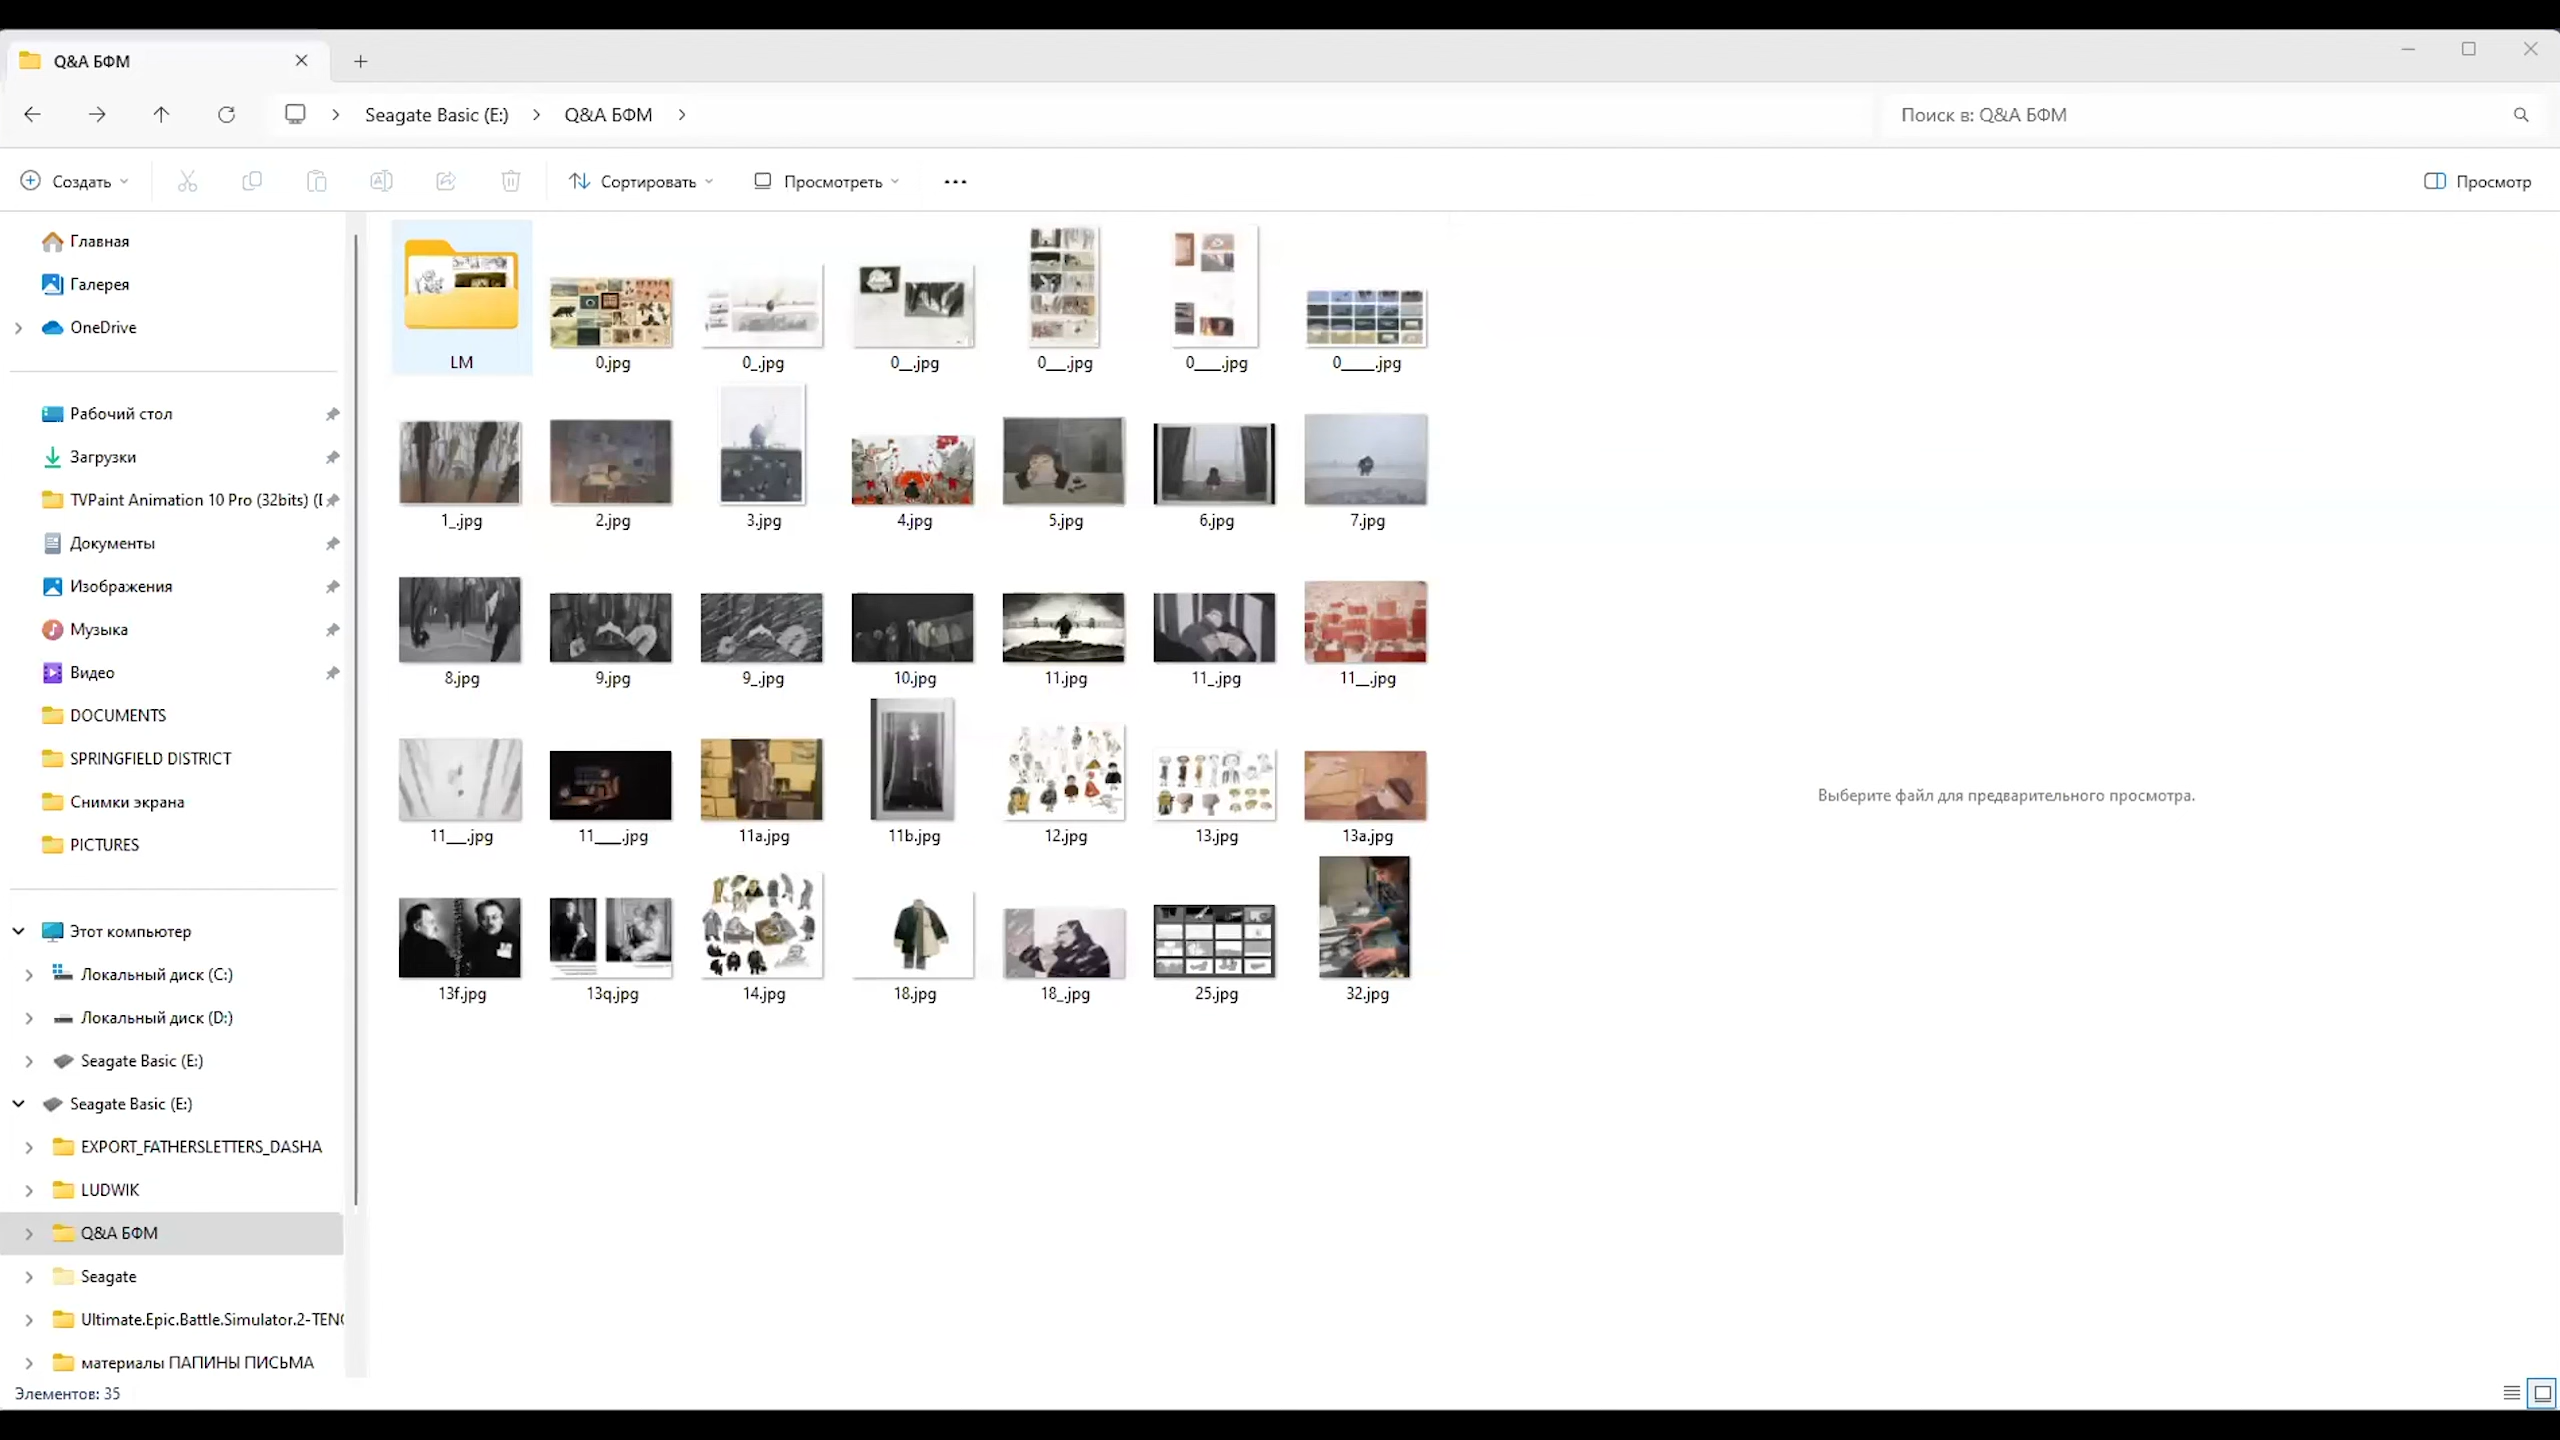 Q&A БФМ
Seagate Basic (E:) Q&A БФМ
Поиск в: Q&A БФМ
Создать
Сортировать
Просмотреть
Просмотр
Главная
Галерея
OneDrive
Рабочий стол
Загрузки
TVPaint Animation 10 Pro (32bits) (
Документы
Изображения
Музыка
Видео
DOCUMENTS
SPRINGFIELD DISTRICT
Снимки экрана
PICTURES
Этот компьютер
Локальный диск (C:)
Локальный диск (D:)
Seagate Basic (E:)
Seagate Basic (E:)
EXPORT_FATHERSLETTERS_DASHA
LUDWIK
Q&A БФМ
Seagate
Ultimate.Epic.Battle.Simulator.2-TEN
материалы ПАПИНЫ ПИСЬМА
Элементов: 35
LM 0.jpg 0_.jpg 0__.jpg 0___.jpg 0____.jpg 0_____.jpg
1_.jpg 2.jpg 3.jpg 4.jpg 5.jpg 6.jpg 7.jpg
8.jpg 9.jpg 9_.jpg 10.jpg 11.jpg 11_.jpg 11__.jpg
11___.jpg 11____.jpg 11a.jpg 11b.jpg 12.jpg 13.jpg 13a.jpg
13f.jpg 13q.jpg 14.jpg 18.jpg 18_.jpg 25.jpg 32.jpg
Выберите файл для предварительного просмотра.